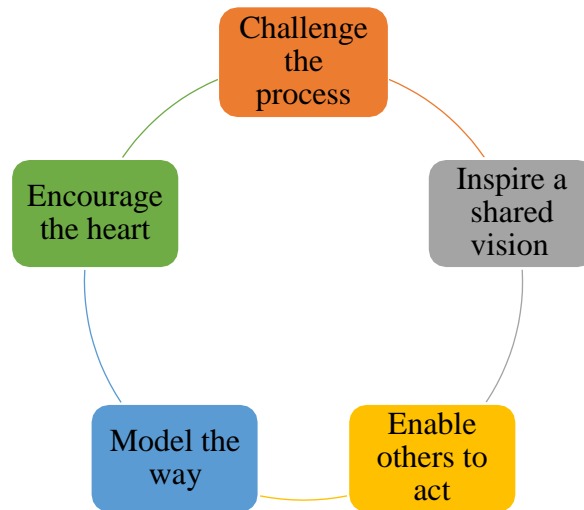 Challenge
the
process
Inspire a
shared
vision
Enable
others to
act
Model the
way
Encourage
the heart